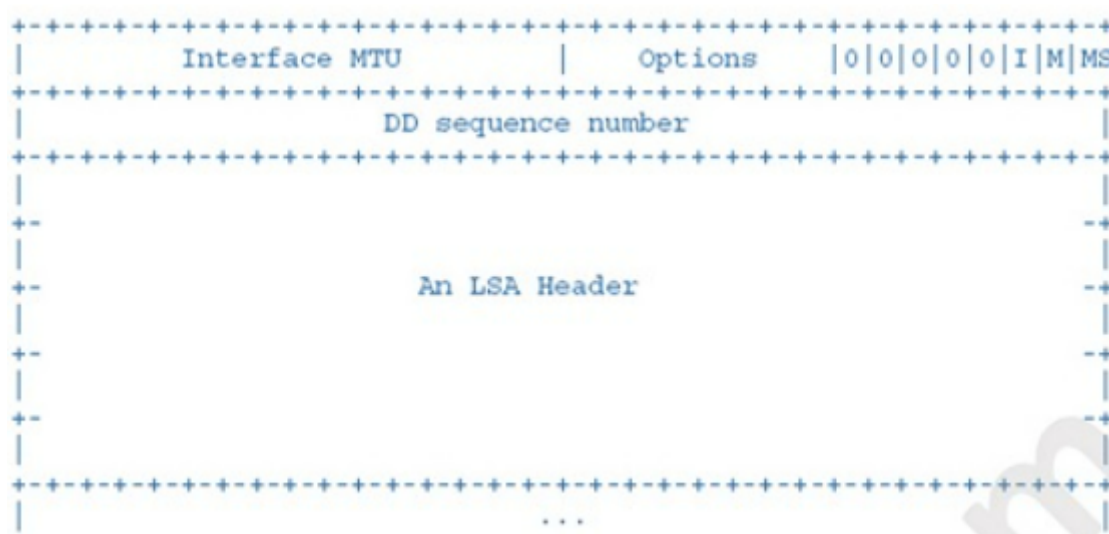 +-+-+-+-+-+-+-+-+-+-+-+-+-+-+-+-+-+-+-+-+-+-+-+-+-+-+-+-+-+-+-+-+
| Interface MTU | Options |0|0|0|0|0|I|M|MS
+-+-+-+-+-+-+-+-+-+-+-+-+-+-+-+-+-+-+-+-+-+-+-+-+-+-+-+-+-+-+-+-+
| DD sequence number |
+-+-+-+-+-+-+-+-+-+-+-+-+-+-+-+-+-+-+-+-+-+-+-+-+-+-+-+-+-+-+-+-+
| |
+- -+
| |
+- An LSA Header -+
| |
+- -+
| |
+- -+
| |
+-+-+-+-+-+-+-+-+-+-+-+-+-+-+-+-+-+-+-+-+-+-+-+-+-+-+-+-+-+-+-+-+
| ... |
m